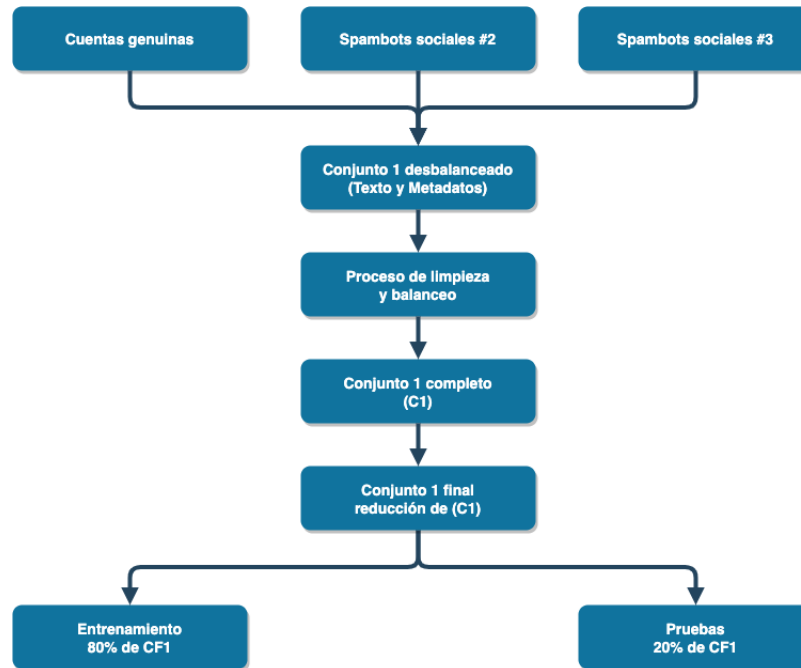 Cuentas genuinas
Spambots sociales #2
Spambots sociales #3
Conjunto 1 desbalanceado
(Texto y Metadatos)
Proceso de limpieza
y balanceo
Conjunto 1 completo
(C1)
Conjunto 1 final
reducción de (C1)
Entrenamiento
80% de CF1
Pruebas
20% de CF1